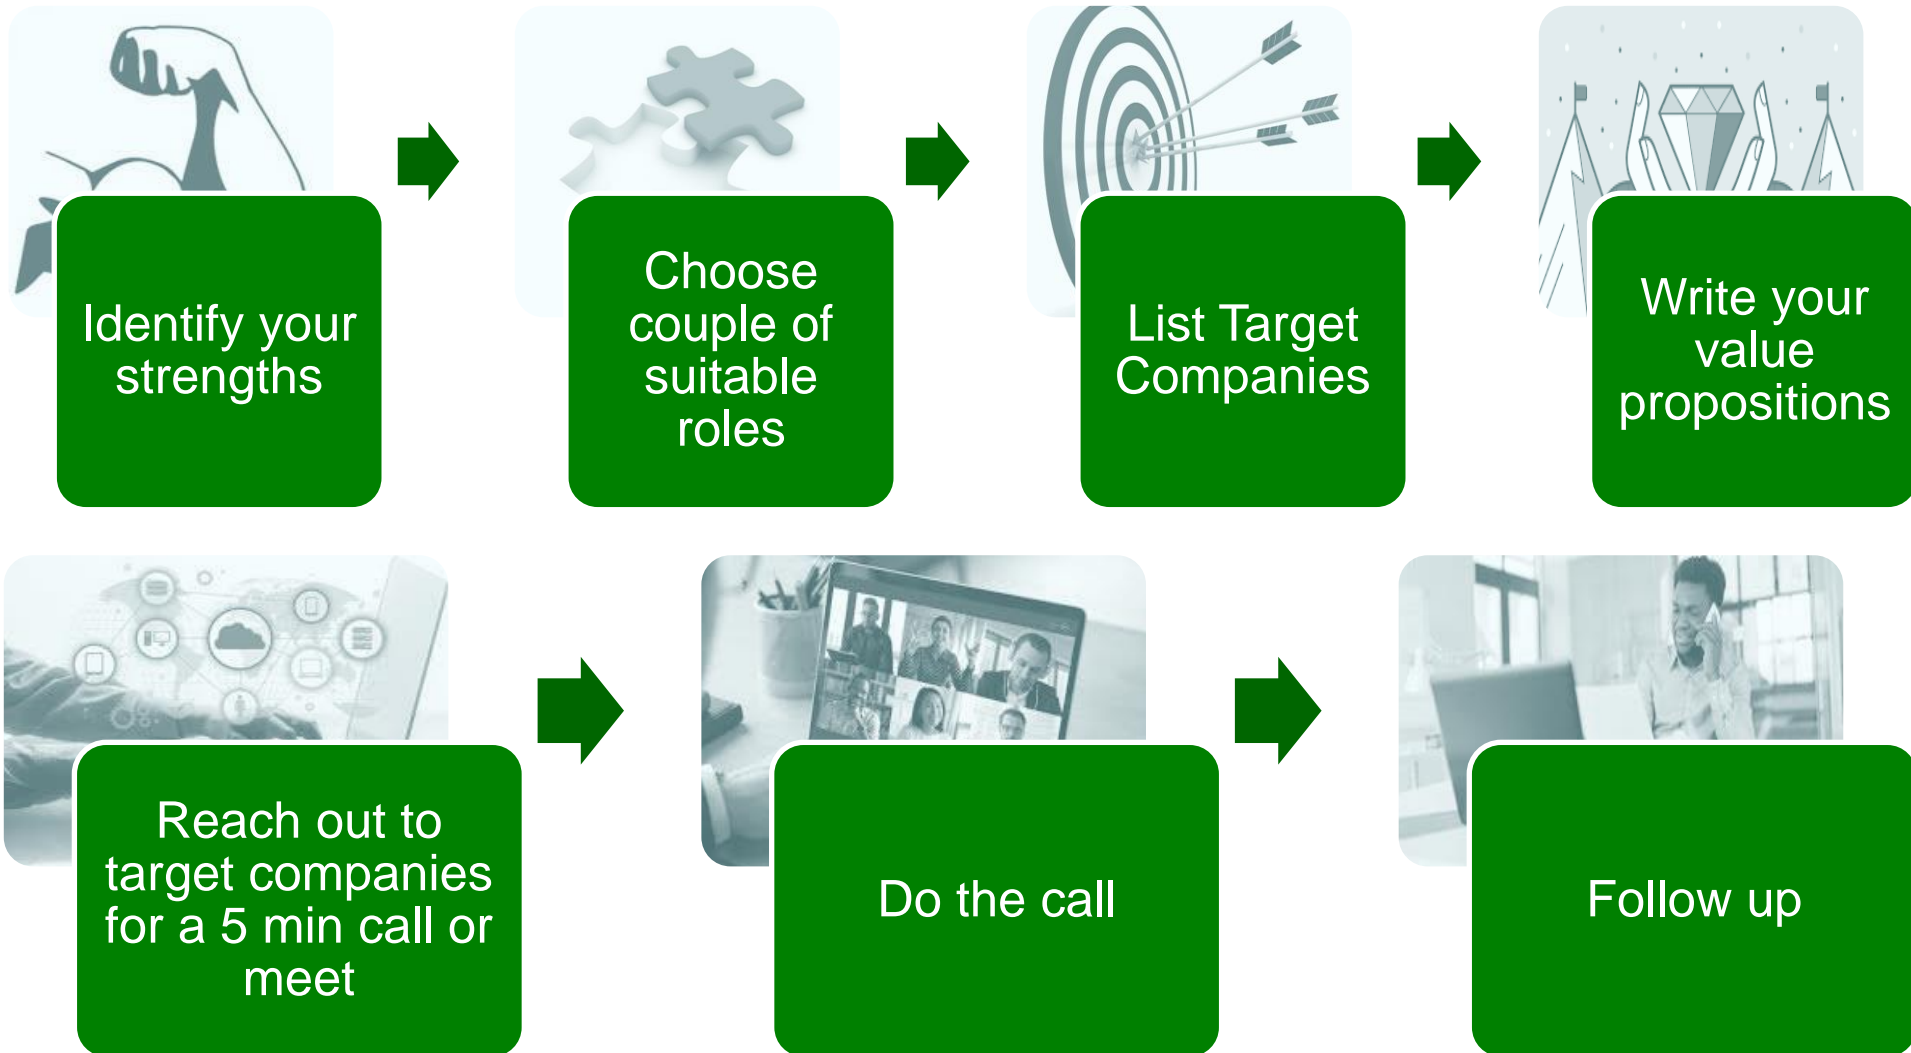 Identify your
strengths
Choose
couple of
suitable
roles
List Target
Companies
Write your
value
propositions
Reach out to
target companies
for a 5 min call or
meet
Do the call
Follow up